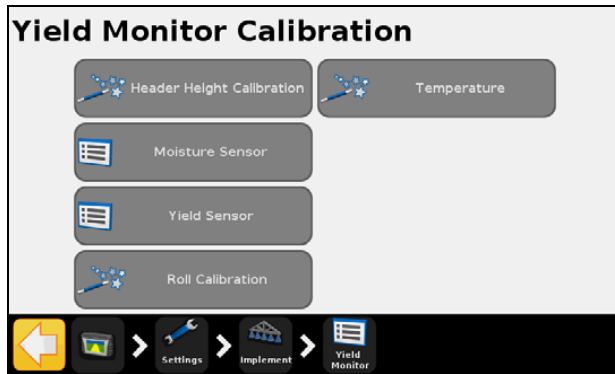 Yield Monitor Calibration
Header Height Calibration
Temperature
Moisture Sensor
Yield Sensor
Roll Calibration
Settings
Implement
Yield
Monitor